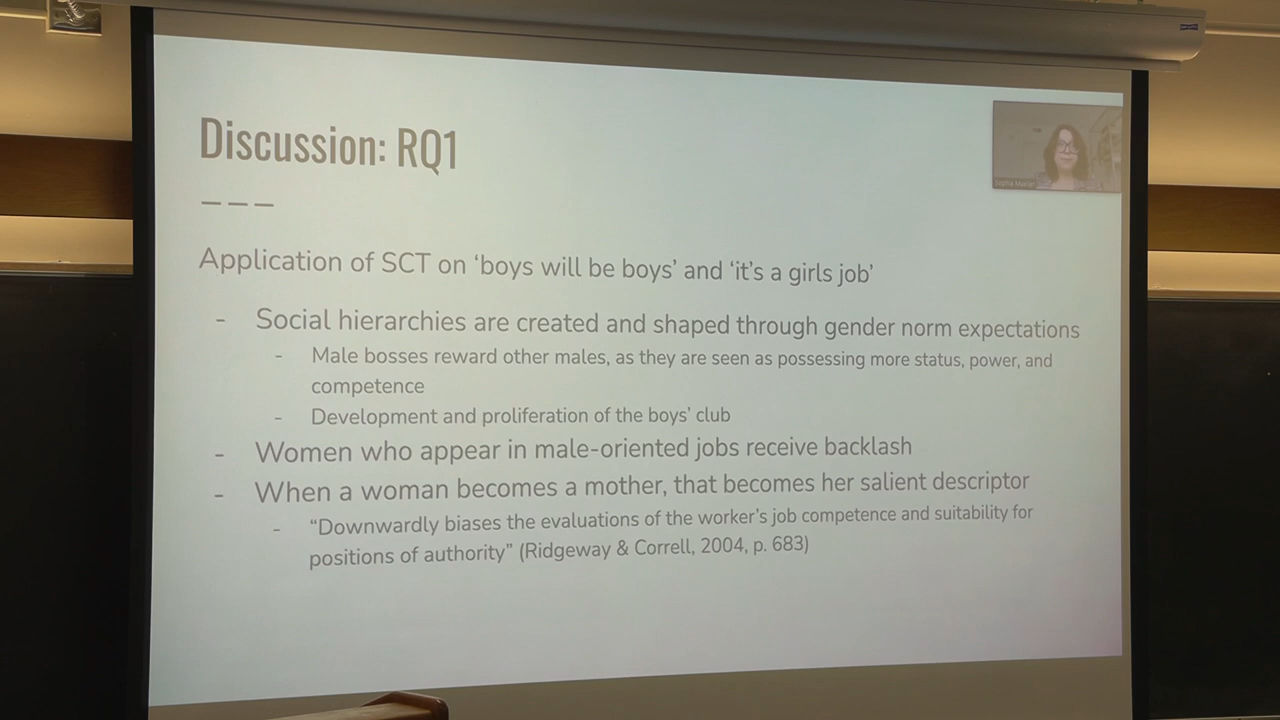 Discussion: RQ1
Application of SCT on ‘boys will be boys’ and ‘it’s a girls job’
- Social hierarchies are created and shaped through gender norm expectations
- Male bosses reward other males, as they are seen as possessing more status, power, and
competence
- Development and proliferation of the boys’ club
- Women who appear in male-oriented jobs receive backlash
- When a woman becomes a mother, that becomes her salient descriptor
- “Downwardly biases the evaluations of the worker’s job competence and suitability for
positions of authority” (Ridgeway & Correll, 2004, p. 683)